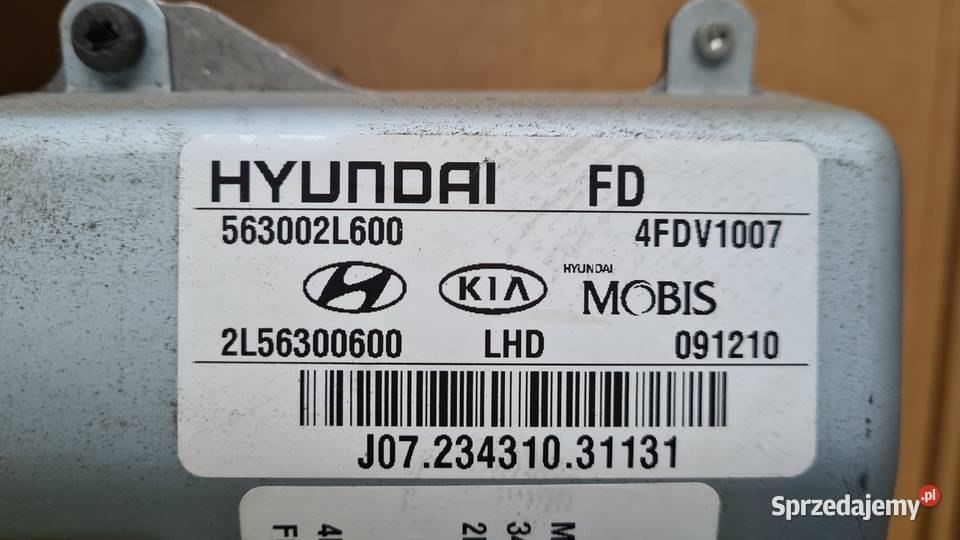 HYUNDAI FD
563002L600 4FDV1007
KIA HYUNDAI MOBIS
2L56300600 LHD 091210
J07.234310.31131
Sprzedajemy.pl